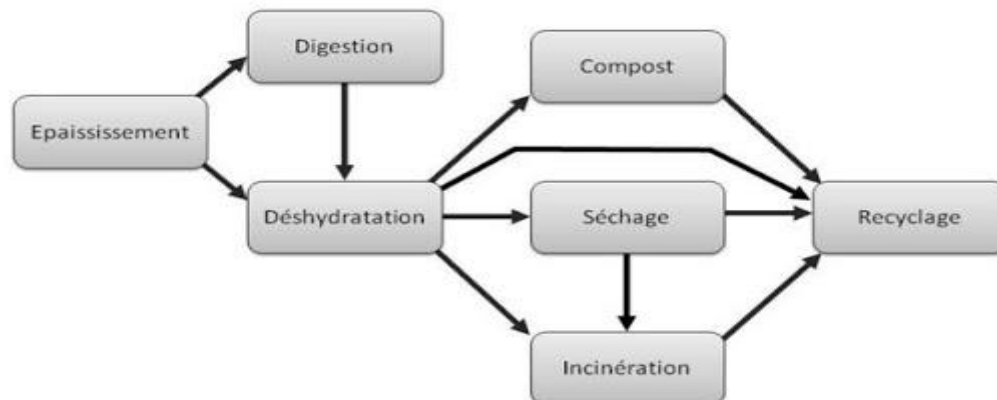 Digestion
Compost
Epaississement
Déshydratation
Séchage
Recyclage
Incinération